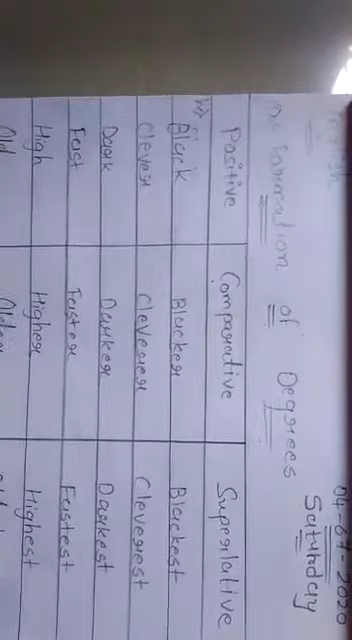 04-07-2020
Saturday
of Degrees
Positive Comparative Superlative
Black Blacker Blackest
Clever Cleverer Cleverest
Dark Darker Darkest
Fast Faster Fastest
High Higher Highest
Old